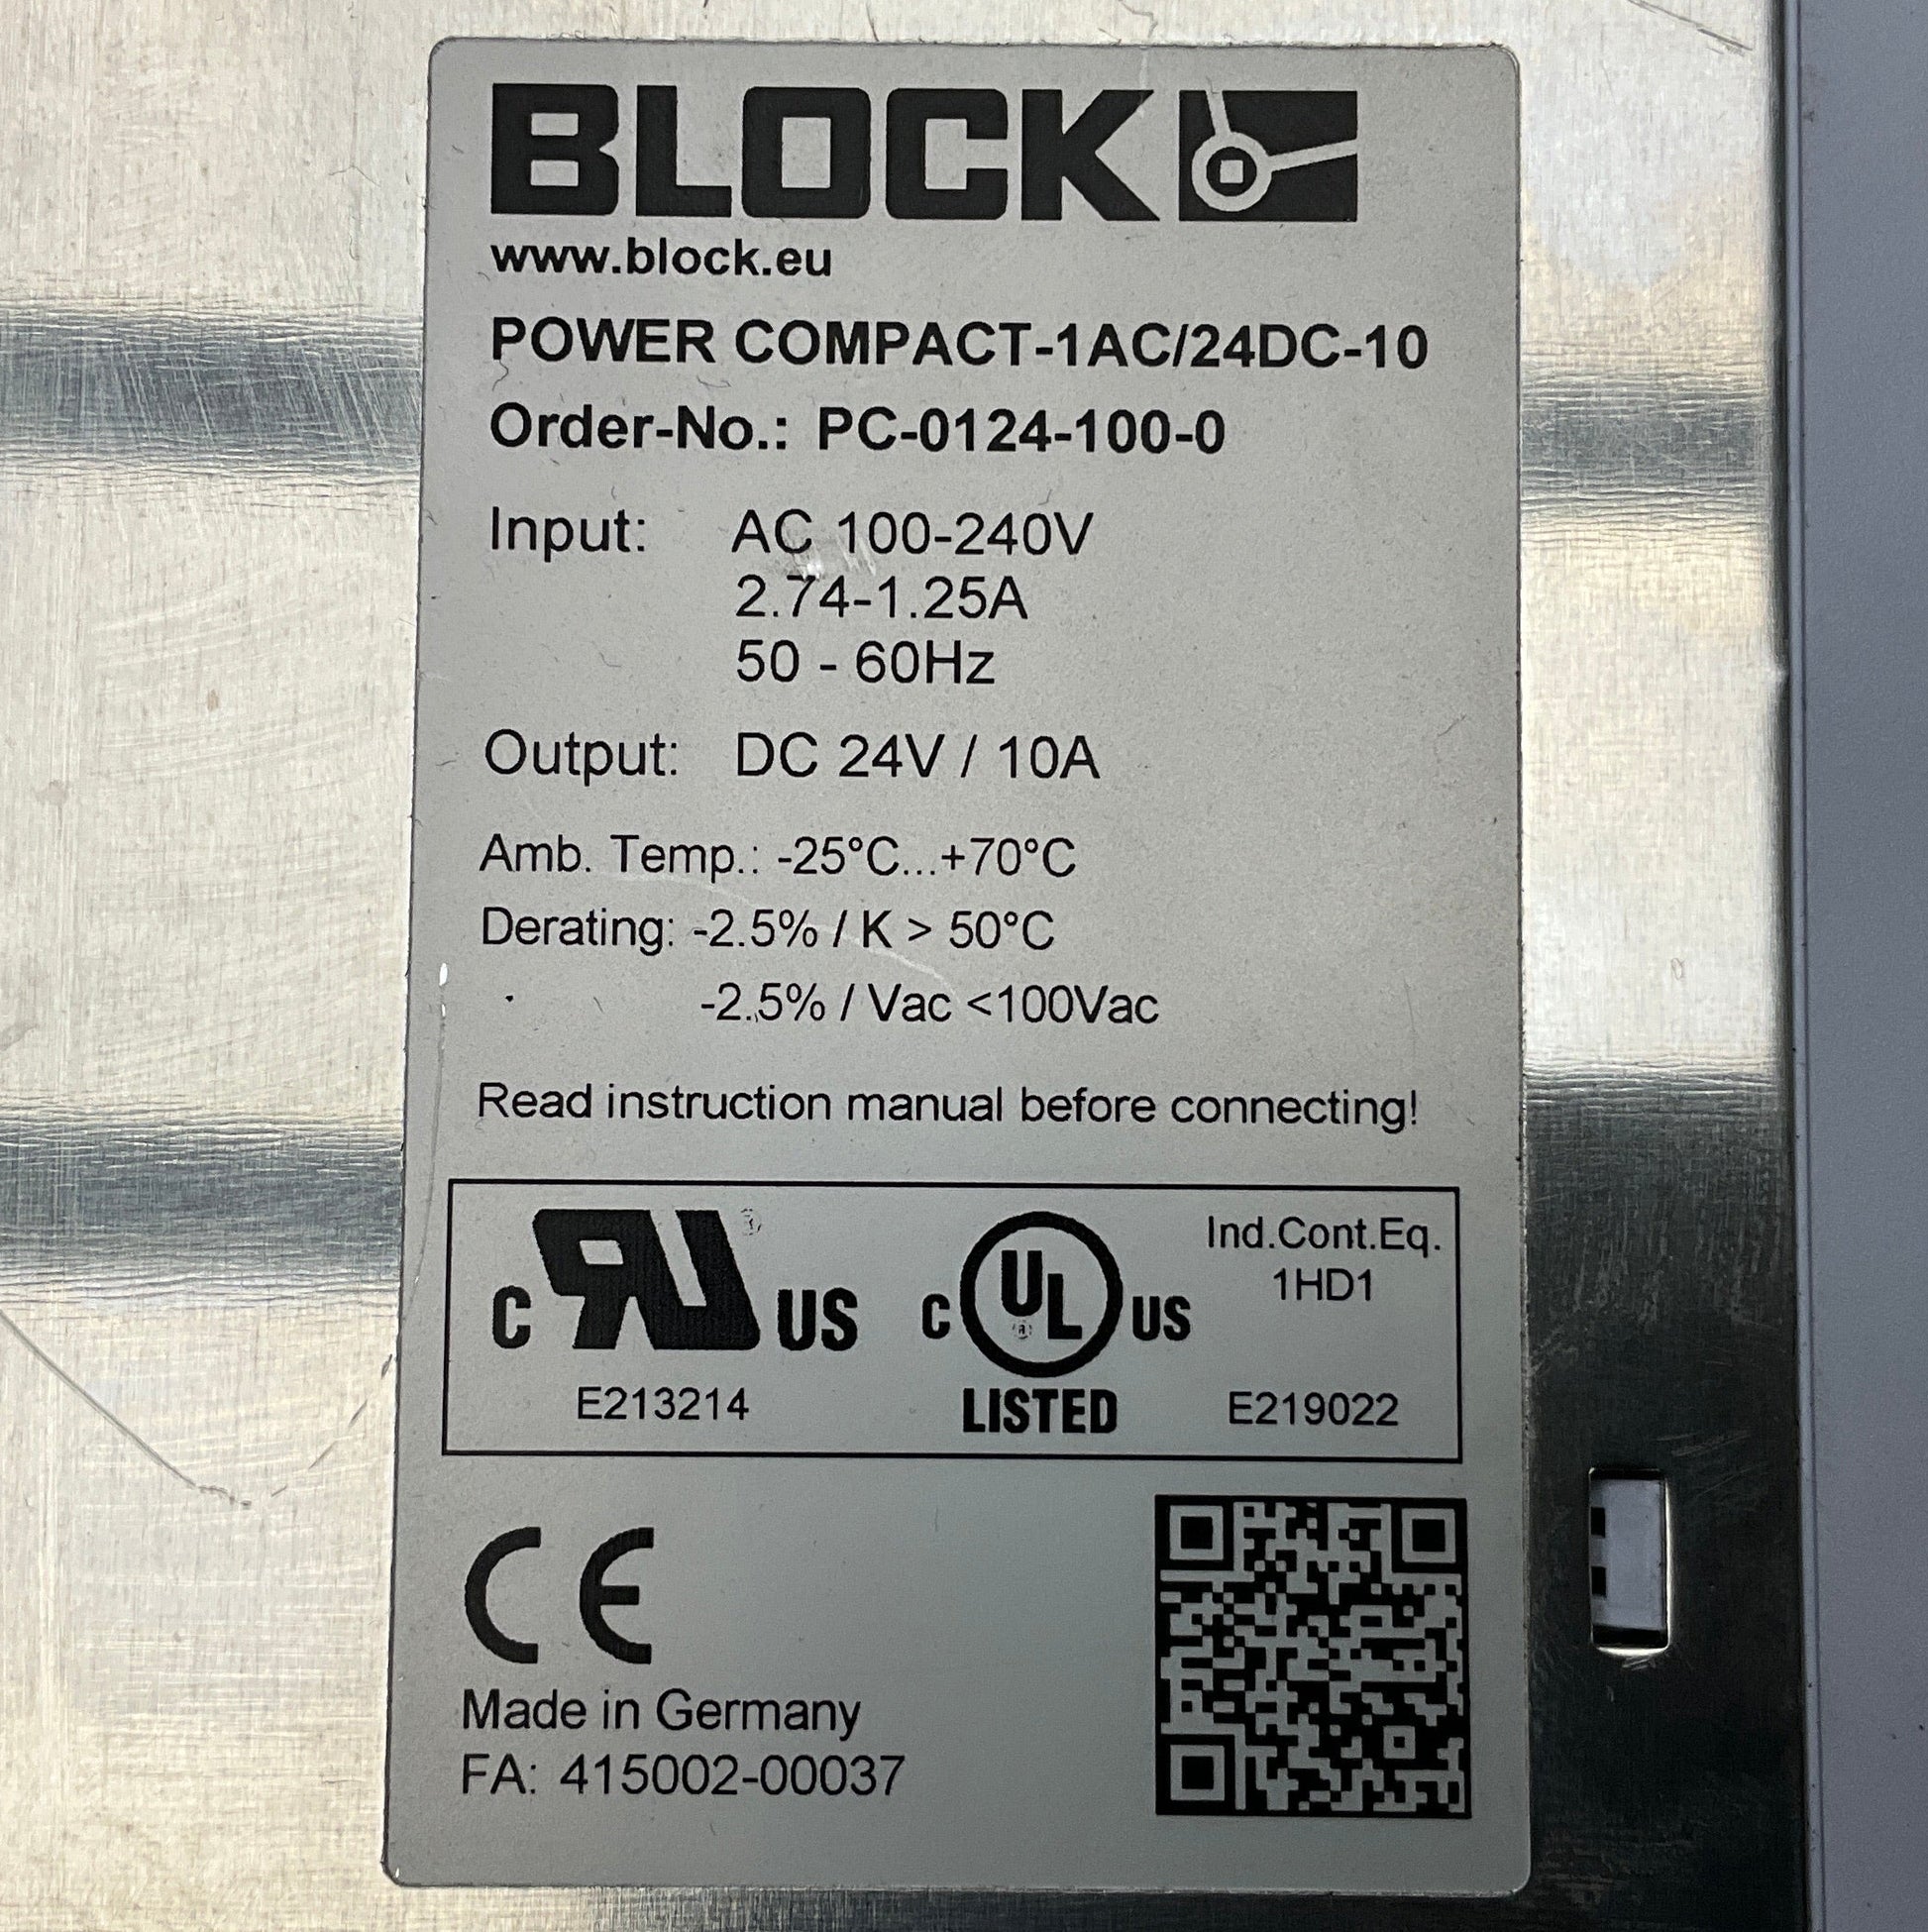 BLOCK
www.block.eu
POWER COMPACT-1AC/24DC-10
Order-No.: PC-0124-100-0
Input: AC 100-240V
2.74-1.25A
50 - 60Hz
Output: DC 24V / 10A
Amb. Temp.: -25°C...+70°C
Derating: -2.5% / K > 50°C
-2.5% / Vac <100Vac
Read instruction manual before connecting!
C RU US
E213214
C UL US
LISTED
Ind.Cont.Eq.
1HD1
E219022
CE
Made in Germany
FA: 415002-00037